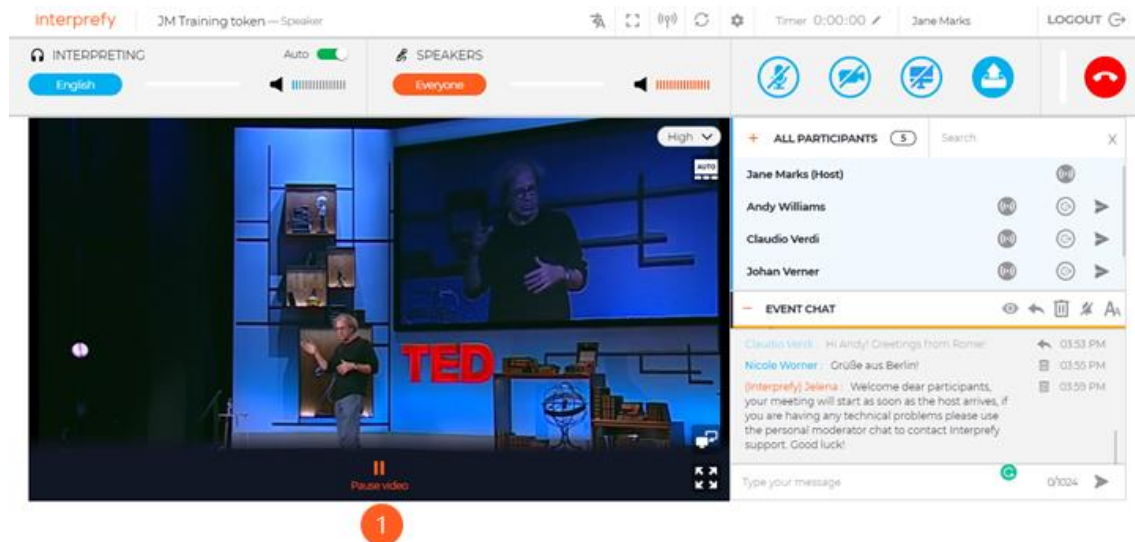 interprefy
JM Training token — Speaker
Timer 0:00:00
Jane Marks
LOGOUT
INTERPRETING
Auto
SPEAKERS
English
Everyone
High
AUTO
TED
Pause video
1
+ ALL PARTICIPANTS 5
Search
X
Jane Marks (Host)
Andy Williams
Claudio Verdi
Johan Verner
− EVENT CHAT
AA
Claudio Verdi : Hi Andy! Greetings from Rome! 03:53 PM
Nicole Worner : Grüße aus Berlin! 03:55 PM
(Interprefy) Jelena : Welcome dear participants, 03:59 PM
your meeting will start as soon as the host arrives, if
you are having any technical problems please use
the personal moderator chat to contact Interprefy
support. Good luck!
Type your message
0/1024